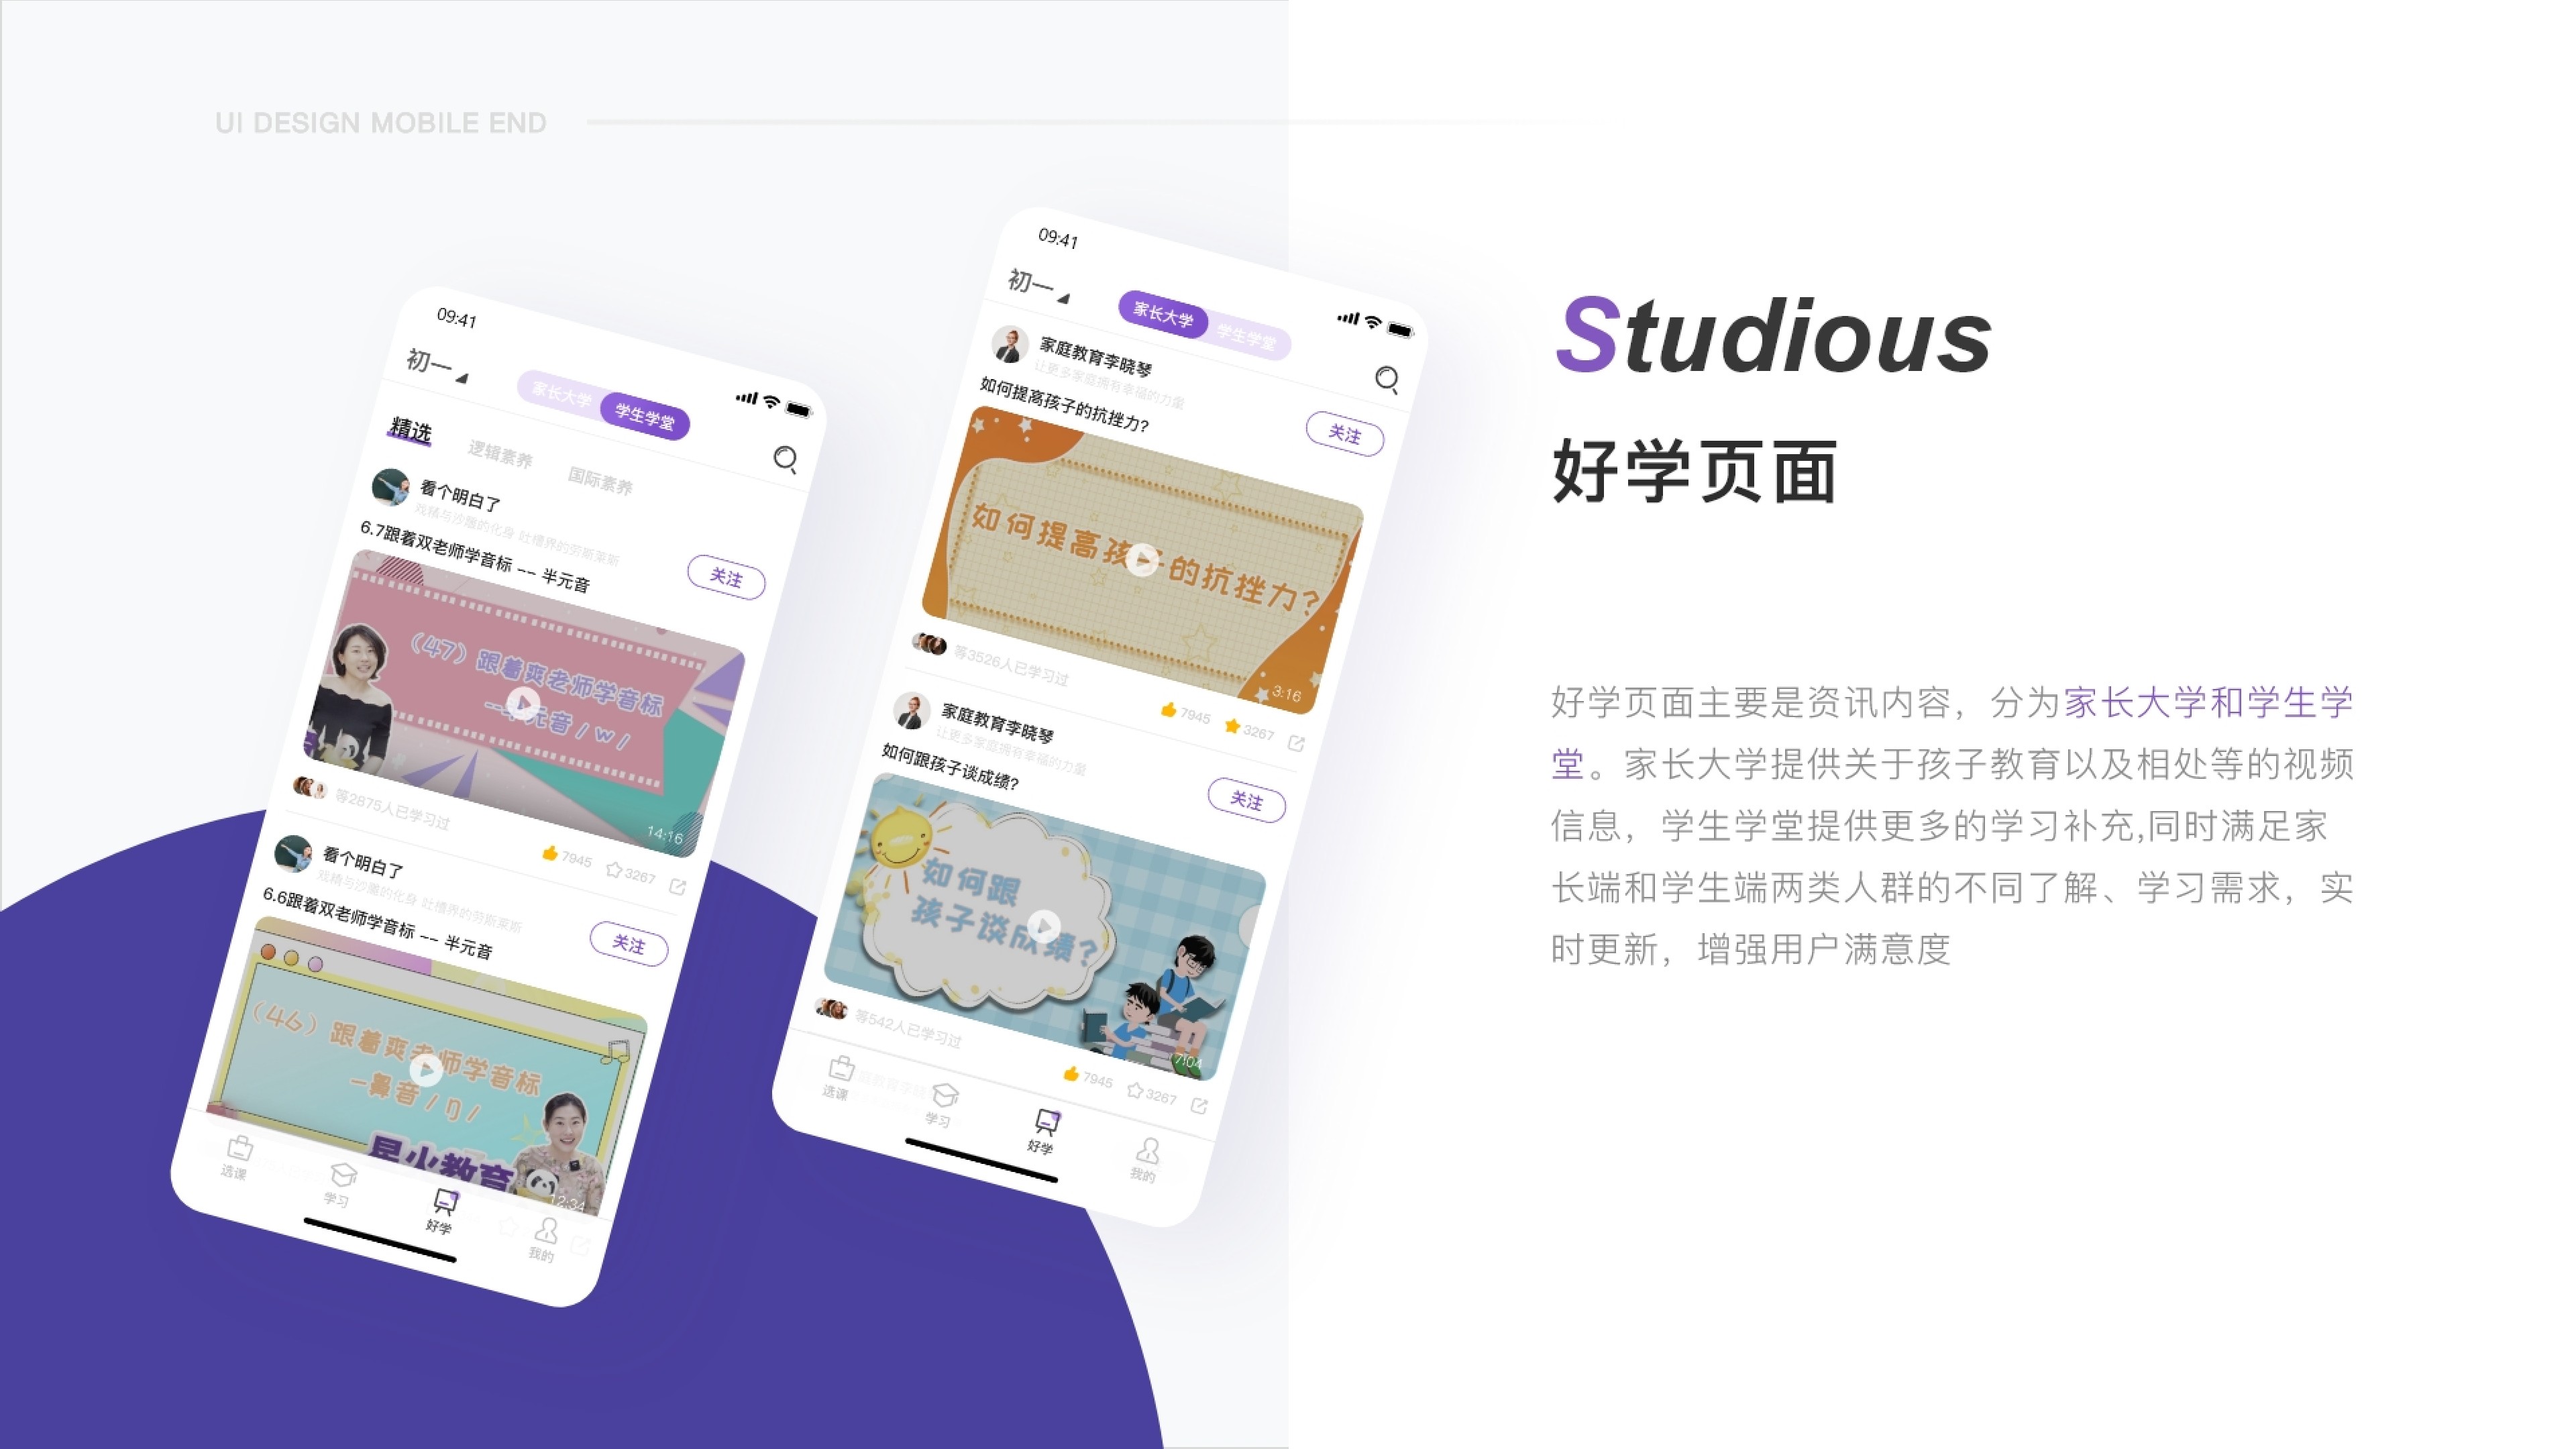 UI DESIGN MOBILE END
09:41
初一
家长大学 学生学堂
精选 逻辑素养 国际素养
看个明白了
戏精与沙雕的化身 吐槽界的劳斯莱斯
关注
6.7跟着双老师学音标 -- 半元音
（47）跟着爽老师学音标
--半元音 / w /
14:16
等2875人已学习过
7945 3267
看个明白了
戏精与沙雕的化身 吐槽界的劳斯莱斯
关注
6.6跟着双老师学音标 -- 半元音
（46）跟着爽老师学音标
-鼻音 / ŋ /
星火教育
12:34
选课 学习 好学 我的
09:41
初一
家长大学 学生学堂
家庭教育李晓琴
让更多家庭拥有幸福的力量
关注
如何提高孩子的抗挫力?
如何提高孩子的抗挫力?
3:16
等3526人已学习过
7945 3267
家庭教育李晓琴
让更多家庭拥有幸福的力量
关注
如何跟孩子谈成绩?
如何跟
孩子谈成绩?
7:04
等542人已学习过
7945 3267
选课 学习 好学 我的
Studious
好学页面
好学页面主要是资讯内容，分为家长大学和学生学
堂。家长大学提供关于孩子教育以及相处等的视频
信息，学生学堂提供更多的学习补充,同时满足家
长端和学生端两类人群的不同了解、学习需求，实
时更新，增强用户满意度